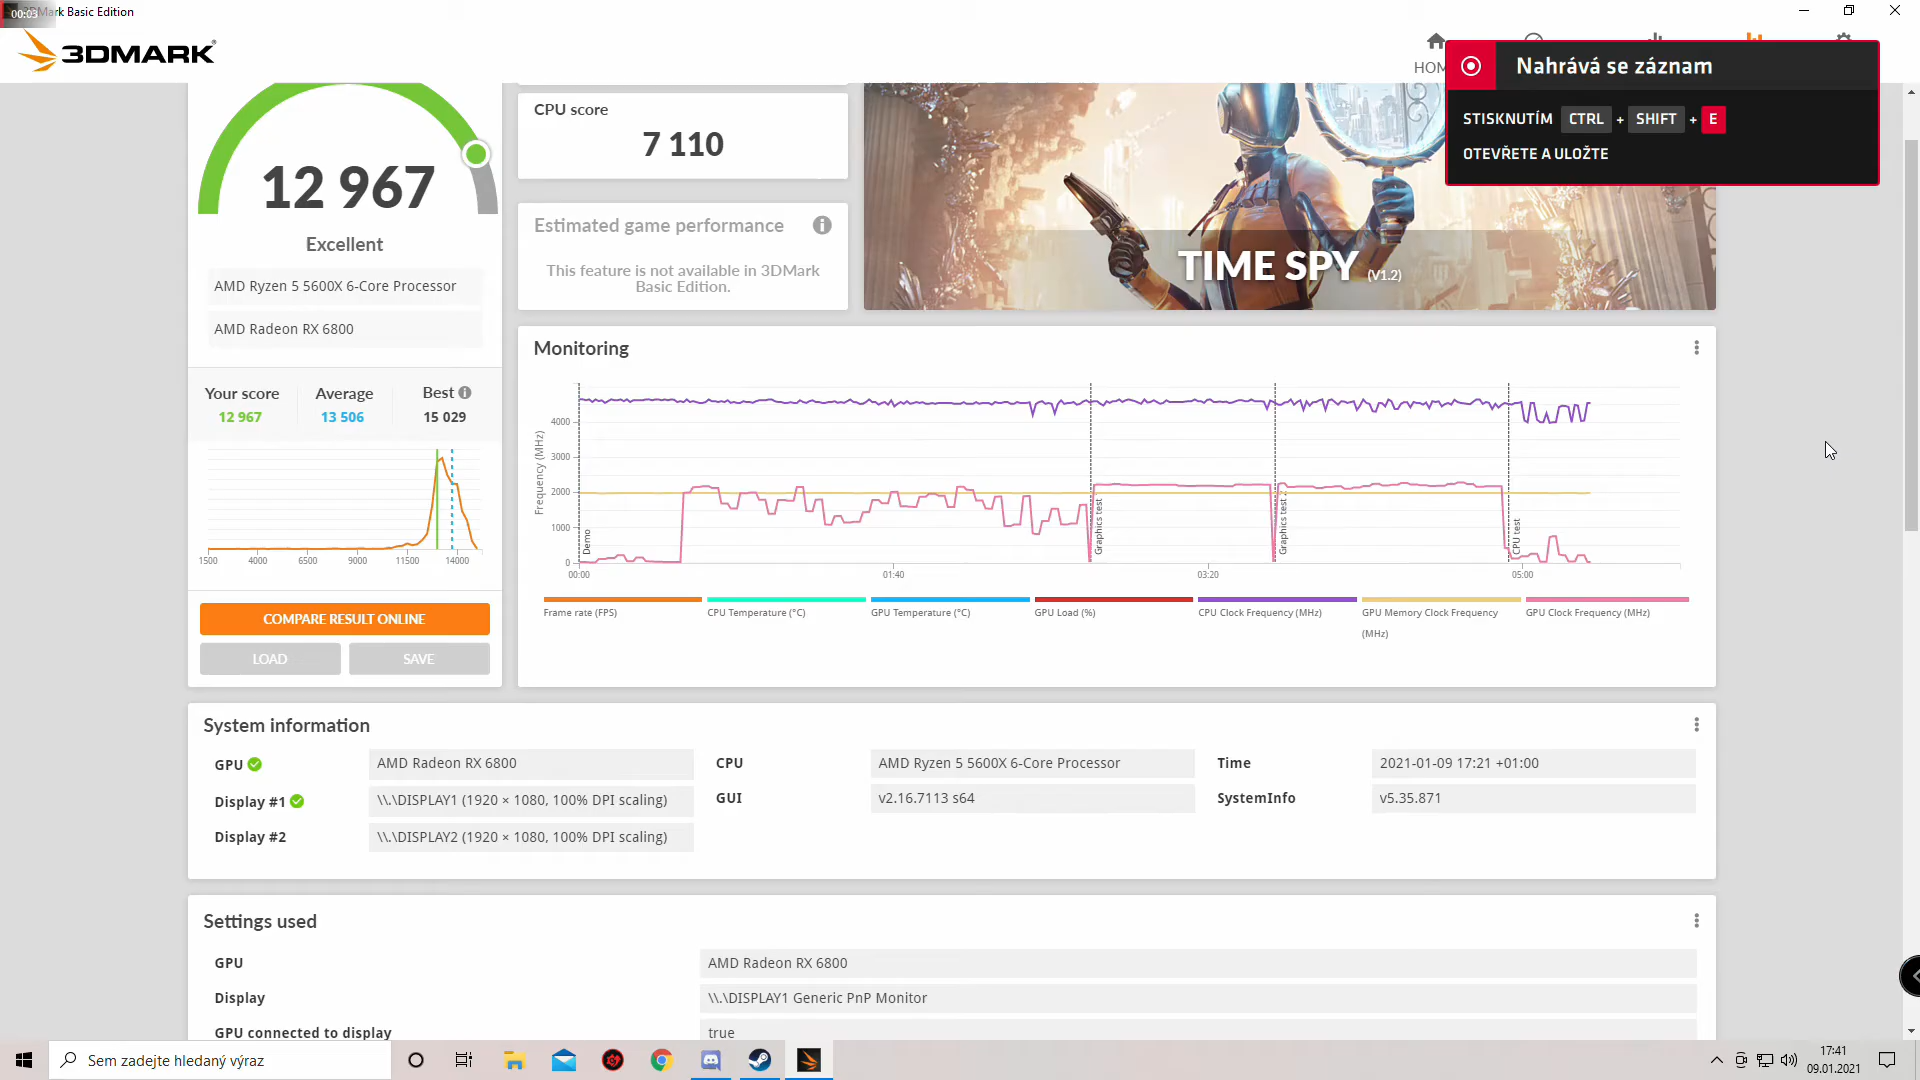 00:03
Mark Basic Edition
3DMARK
HOM
Nahrává se záznam
STISKNUTÍM CTRL + SHIFT + E
OTEVŘETE A ULOŽTE
12 967
Excellent
AMD Ryzen 5 5600X 6-Core Processor
AMD Radeon RX 6800
CPU score
7 110
Estimated game performance
This feature is not available in 3DMark
Basic Edition.
TIME SPY (V1.2)
Your score Average Best
12 967 13 506 15 029
1500 4000 6500 9000 11500 14000
COMPARE RESULT ONLINE
LOAD SAVE
Monitoring
Frequency (MHz)
4000
3000
2000
1000
0
Demo
Graphics test
Graphics test
CPU test
00:00 01:40 03:20 05:00
Frame rate (FPS) CPU Temperature (°C) GPU Temperature (°C) GPU Load (%) CPU Clock Frequency (MHz) GPU Memory Clock Frequency (MHz) GPU Clock Frequency (MHz)
System information
GPU AMD Radeon RX 6800 CPU AMD Ryzen 5 5600X 6-Core Processor Time 2021-01-09 17:21 +01:00
Display #1 \\.\DISPLAY1 (1920 × 1080, 100% DPI scaling) GUI v2.16.7113 s64 SystemInfo v5.35.871
Display #2 \\.\DISPLAY2 (1920 × 1080, 100% DPI scaling)
Settings used
GPU AMD Radeon RX 6800
Display \\.\DISPLAY1 Generic PnP Monitor
GPU connected to display true
Sem zadejte hledaný výraz
17:41
09.01.2021